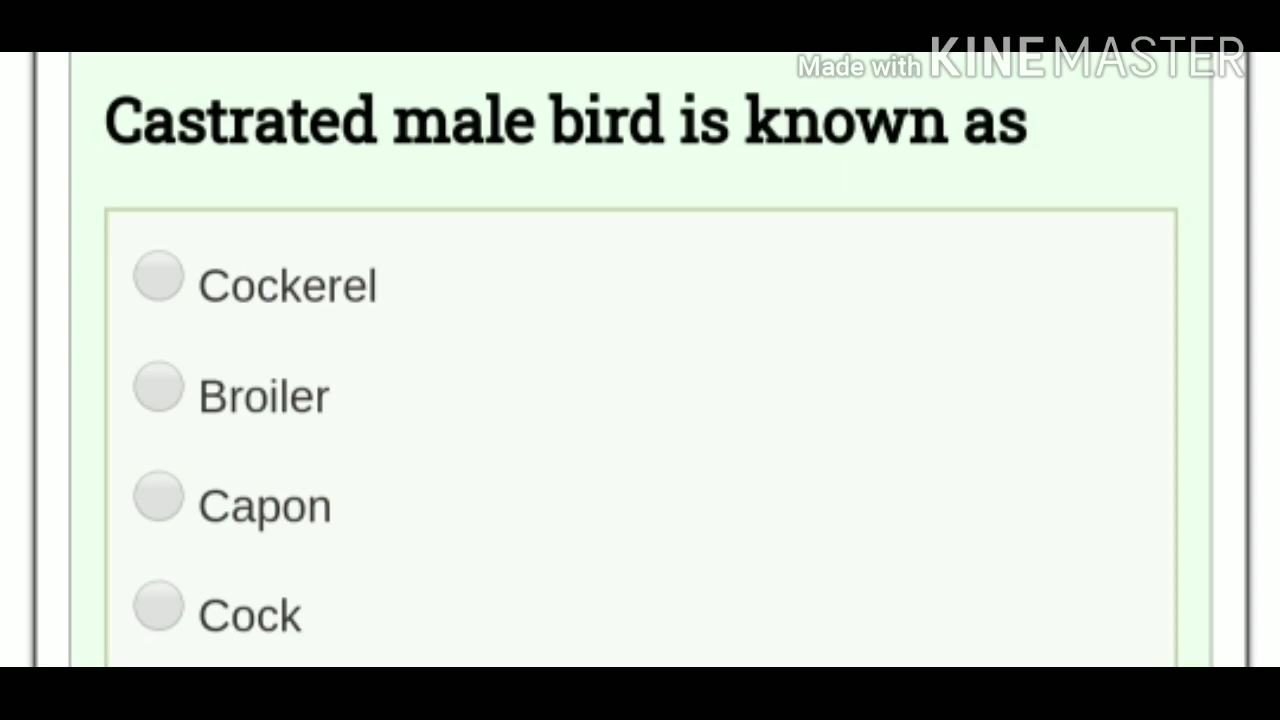 Made with KINEMASTER
Castrated male bird is known as
Cockerel
Broiler
Capon
Cock